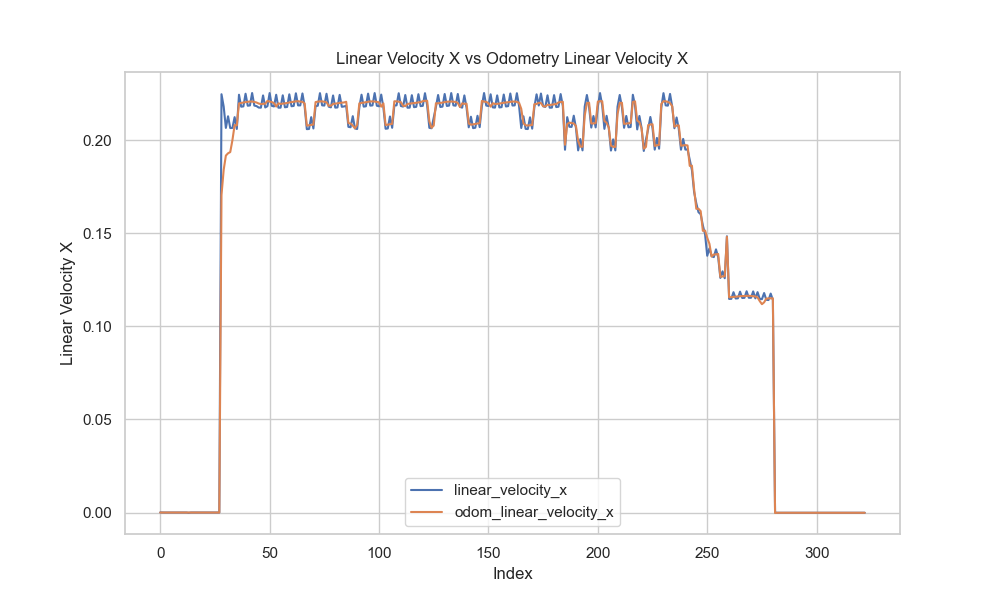 Linear Velocity X vs Odometry Linear Velocity X
Linear Velocity X
0.20
0.15
0.10
0.05
0.00
linear_velocity_x
odom_linear_velocity_x
0 50 100 150 200 250 300
Index